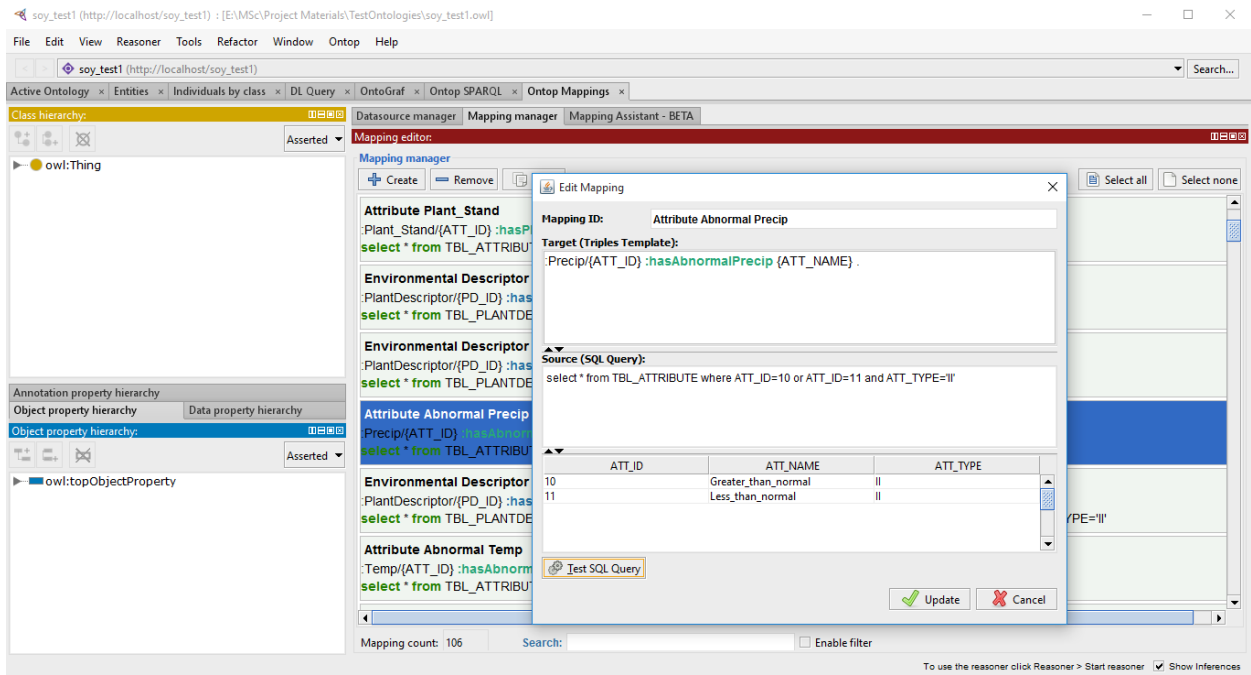 soy_test1 (http://localhost/soy_test1) : [E:\MSc\Project Materials\TestOntologies\soy_test1.owl]
File Edit View Reasoner Tools Refactor Window Ontop Help
soy_test1 (http://localhost/soy_test1) Search...
Active Ontology × Entities × Individuals by class × DL Query × OntoGraf × Ontop SPARQL × Ontop Mappings ×
Class hierarchy:
Asserted
owl:Thing
Annotation property hierarchy
Object property hierarchy Data property hierarchy
Object property hierarchy:
Asserted
owl:topObjectProperty
Datasource manager Mapping manager Mapping Assistant - BETA
Mapping editor:
Mapping manager
Create Remove Select all Select none
Attribute Plant_Stand
:Plant_Stand/{ATT_ID} :hasPl
select * from TBL_ATTRIBUT
Environmental Descriptor
:PlantDescriptor/{PD_ID} :has
select * from TBL_PLANTDE
Environmental Descriptor
:PlantDescriptor/{PD_ID} :has
select * from TBL_PLANTDE
Attribute Abnormal Precip
:Precip/{ATT_ID} :hasAbnorn
select * from TBL_ATTRIBUT
Environmental Descriptor
:PlantDescriptor/{PD_ID} :has
select * from TBL_PLANTDE YPE='II'
Attribute Abnormal Temp
:Temp/{ATT_ID} :hasAbnorm
select * from TBL_ATTRIBUT
Mapping count: 106 Search: Enable filter
Edit Mapping
Mapping ID: Attribute Abnormal Precip
Target (Triples Template):
:Precip/{ATT_ID} :hasAbnormalPrecip {ATT_NAME} .
Source (SQL Query):
select * from TBL_ATTRIBUTE where ATT_ID=10 or ATT_ID=11 and ATT_TYPE='II'
ATT_ID ATT_NAME ATT_TYPE
10 Greater_than_normal II
11 Less_than_normal II
Test SQL Query
Update Cancel
To use the reasoner click Reasoner > Start reasoner Show Inferences